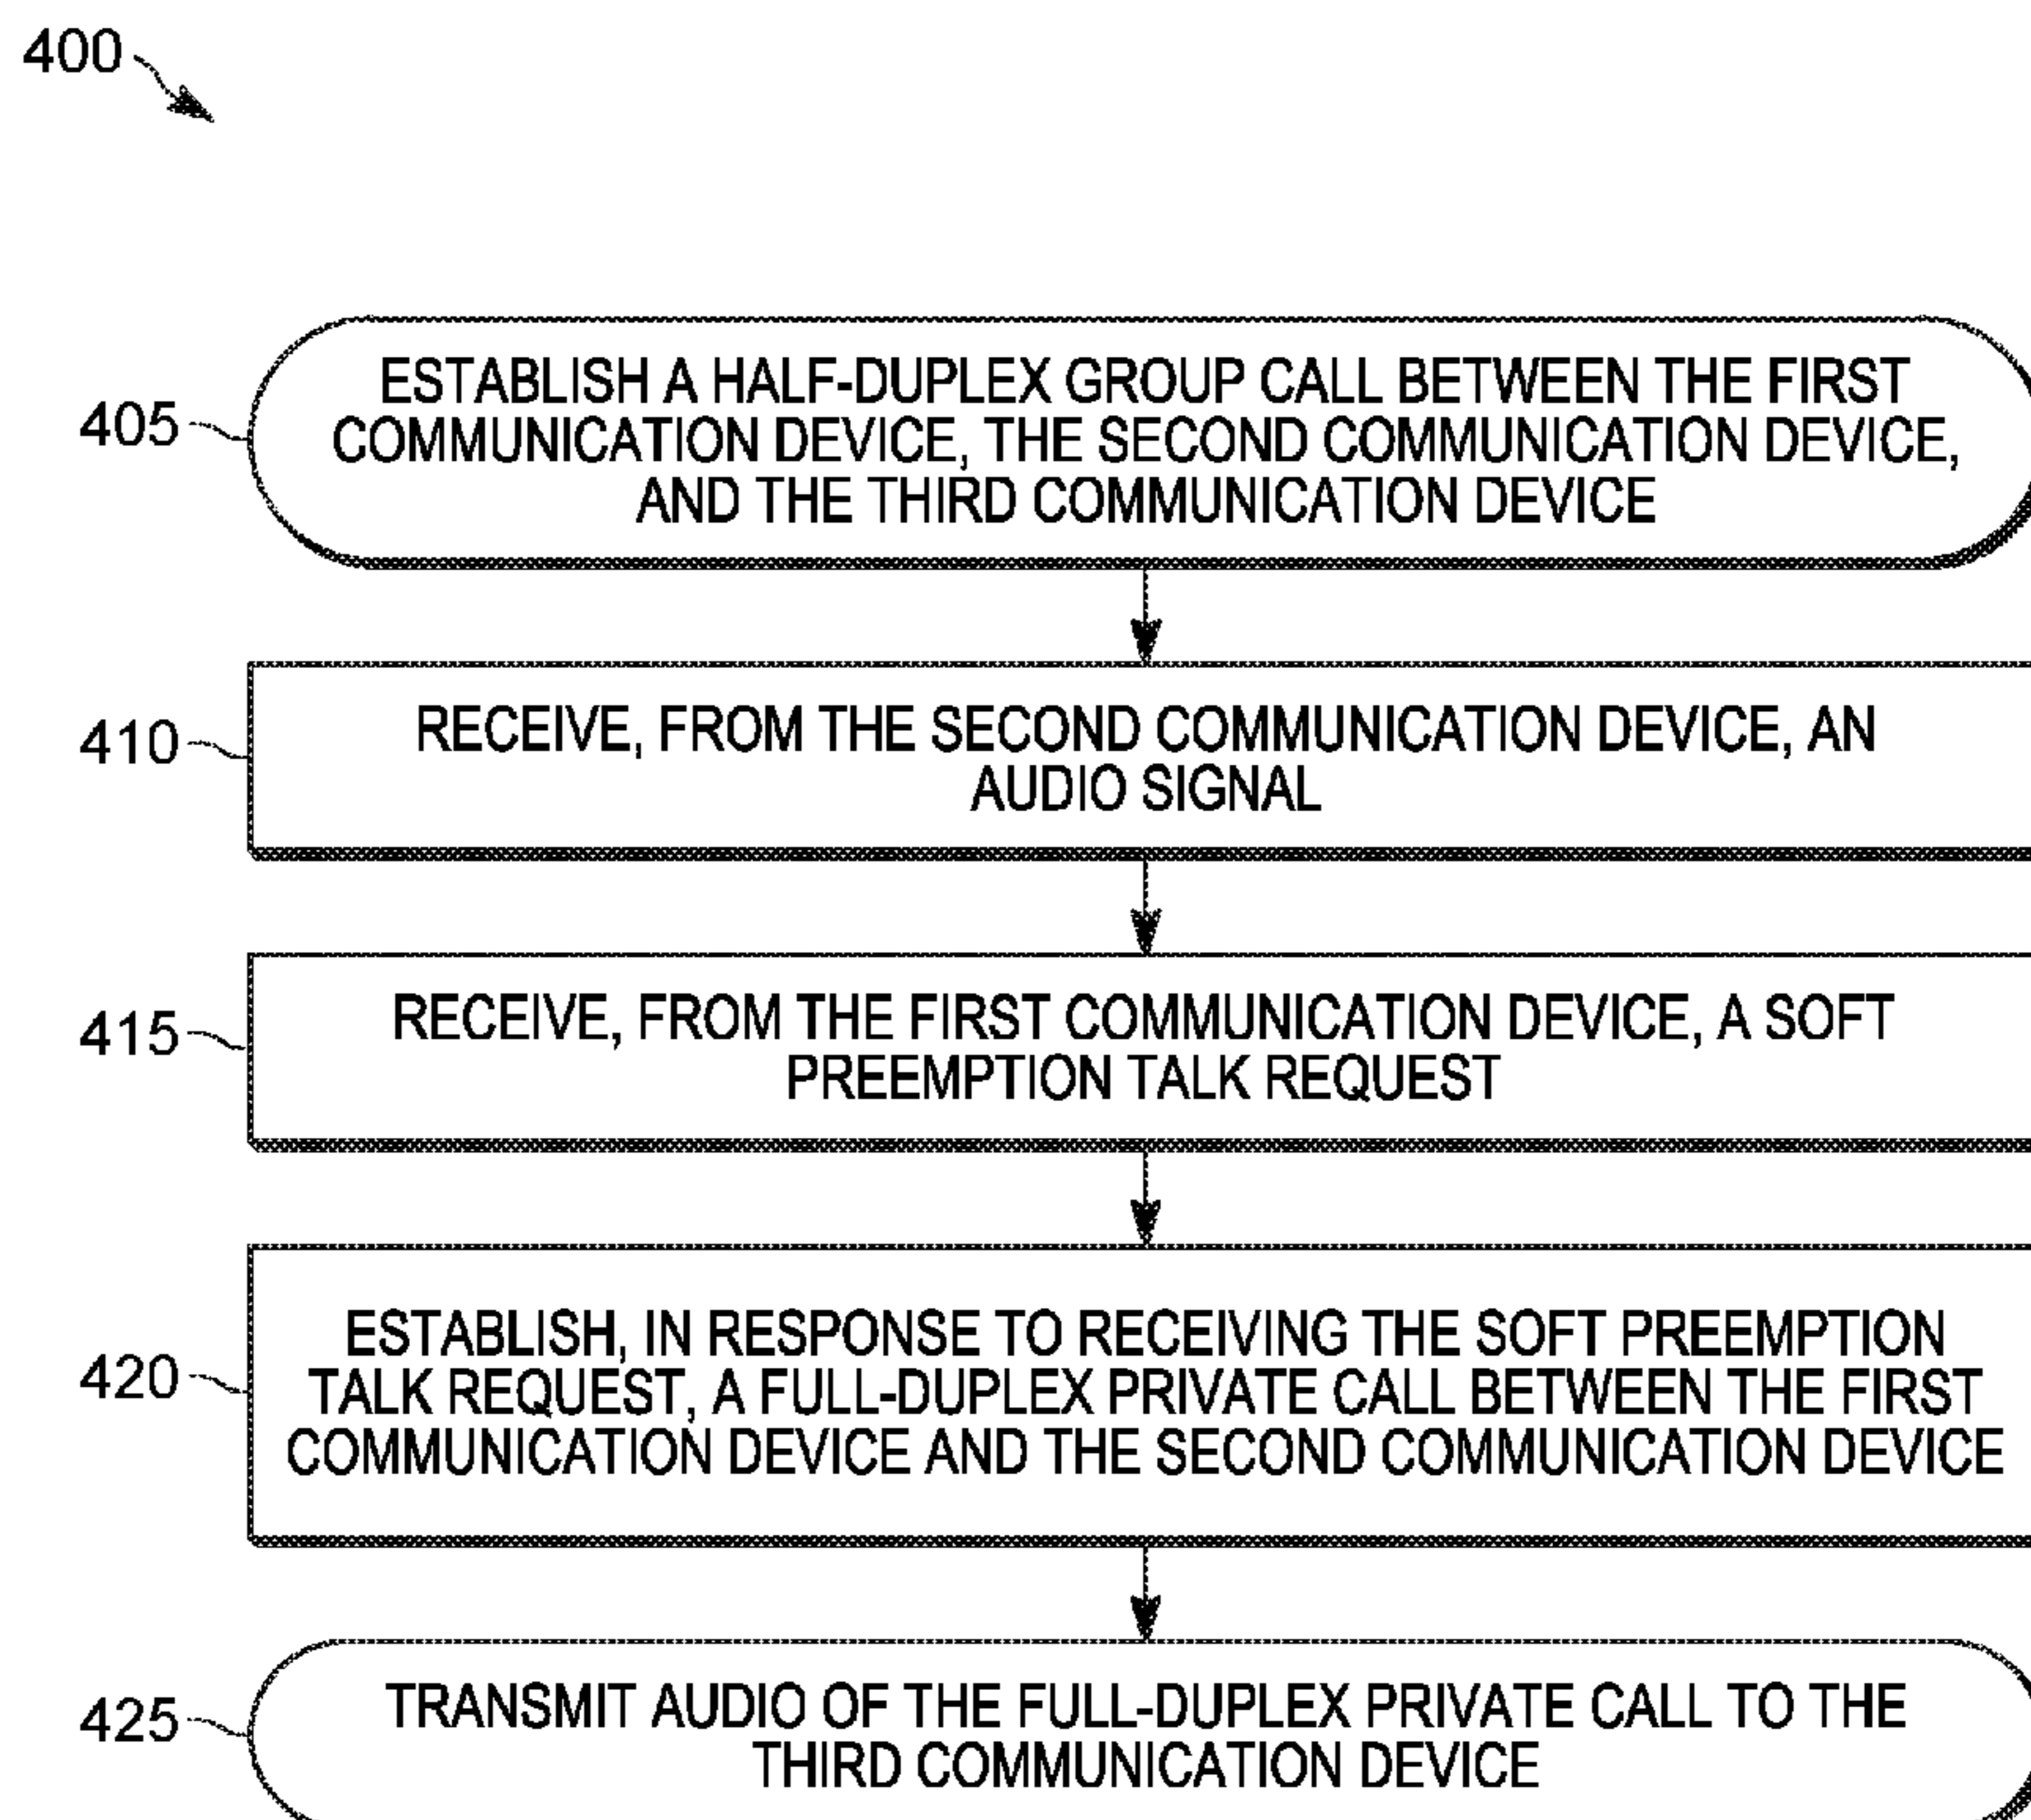 400
405
ESTABLISH A HALF-DUPLEX GROUP CALL BETWEEN THE FIRST
COMMUNICATION DEVICE, THE SECOND COMMUNICATION DEVICE,
AND THE THIRD COMMUNICATION DEVICE
410
RECEIVE, FROM THE SECOND COMMUNICATION DEVICE, AN
AUDIO SIGNAL
415
RECEIVE, FROM THE FIRST COMMUNICATION DEVICE, A SOFT
PREEMPTION TALK REQUEST
420
ESTABLISH, IN RESPONSE TO RECEIVING THE SOFT PREEMPTION
TALK REQUEST, A FULL-DUPLEX PRIVATE CALL BETWEEN THE FIRST
COMMUNICATION DEVICE AND THE SECOND COMMUNICATION DEVICE
425
TRANSMIT AUDIO OF THE FULL-DUPLEX PRIVATE CALL TO THE
THIRD COMMUNICATION DEVICE